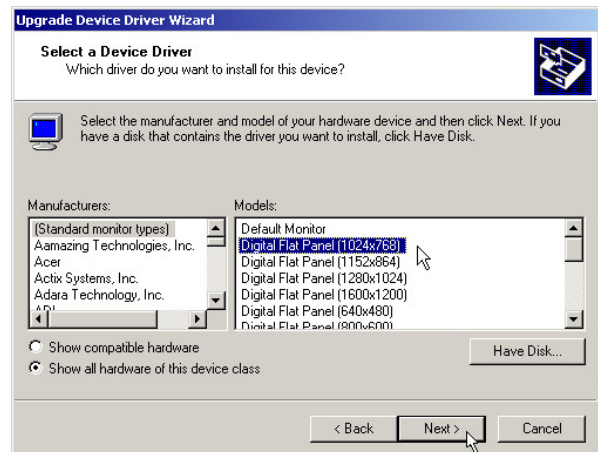 Upgrade Device Driver Wizard
Select a Device Driver
Which driver do you want to install for this device?
Select the manufacturer and model of your hardware device and then click Next. If you
have a disk that contains the driver you want to install, click Have Disk.
Manufacturers:
(Standard monitor types)
Aamazing Technologies, Inc.
Acer
Actix Systems, Inc.
Adara Technology, Inc.
ADI
Models:
Default Monitor
Digital Flat Panel (1024x768)
Digital Flat Panel (1152x864)
Digital Flat Panel (1280x1024)
Digital Flat Panel (1600x1200)
Digital Flat Panel (640x480)
Digital Flat Panel (800x600)
Show compatible hardware
Show all hardware of this device class
Have Disk...
< Back
Next >
Cancel